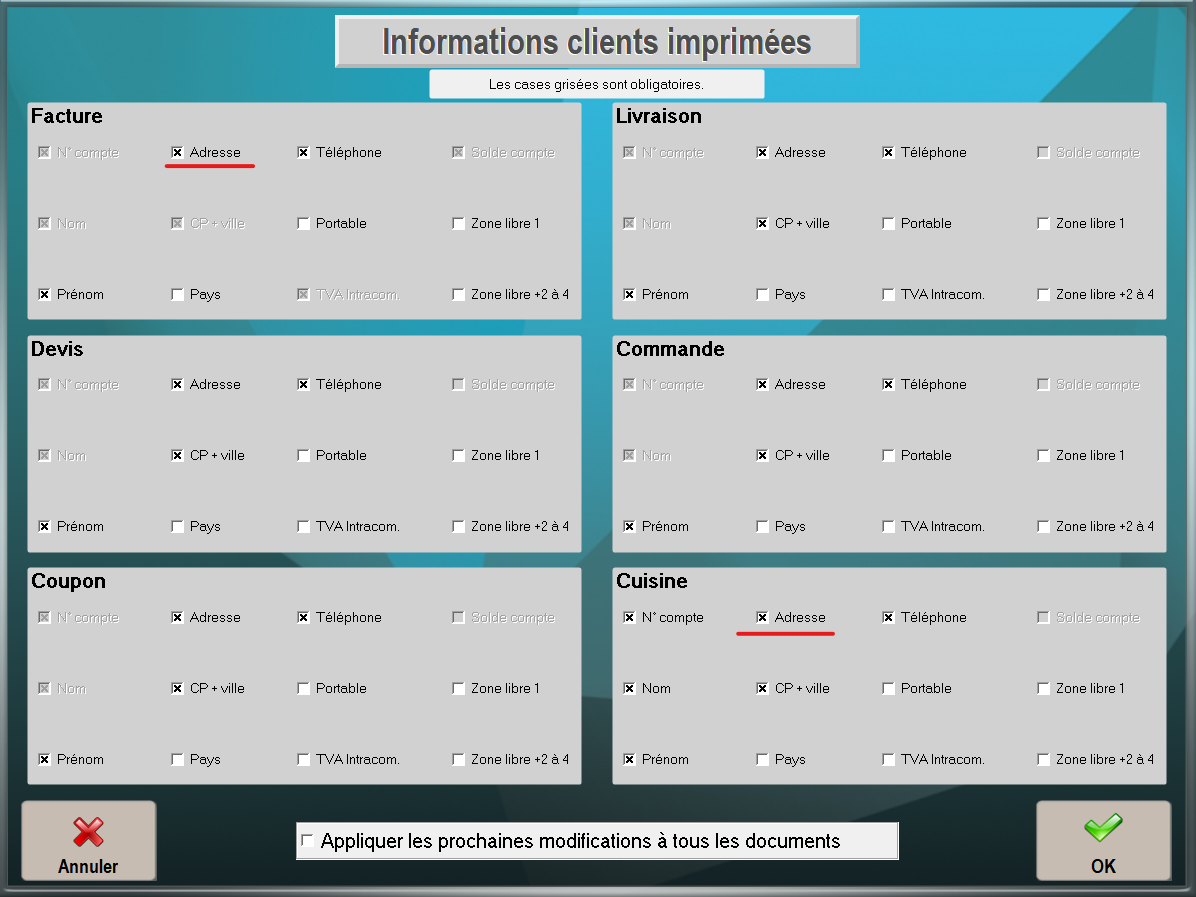 Informations clients imprimées
Les cases grisées sont obligatoires.
Facture
N° compte Adresse Téléphone Solde compte
Nom CP + ville Portable Zone libre 1
Prénom Pays TVA Intracom. Zone libre +2 à 4
Livraison
N° compte Adresse Téléphone Solde compte
Nom CP + ville Portable Zone libre 1
Prénom Pays TVA Intracom. Zone libre +2 à 4
Devis
N° compte Adresse Téléphone Solde compte
Nom CP + ville Portable Zone libre 1
Prénom Pays TVA Intracom. Zone libre +2 à 4
Commande
N° compte Adresse Téléphone Solde compte
Nom CP + ville Portable Zone libre 1
Prénom Pays TVA Intracom. Zone libre +2 à 4
Coupon
N° compte Adresse Téléphone Solde compte
Nom CP + ville Portable Zone libre 1
Prénom Pays TVA Intracom. Zone libre +2 à 4
Cuisine
N° compte Adresse Téléphone Solde compte
Nom CP + ville Portable Zone libre 1
Prénom Pays TVA Intracom. Zone libre +2 à 4
Annuler
Appliquer les prochaines modifications à tous les documents
OK